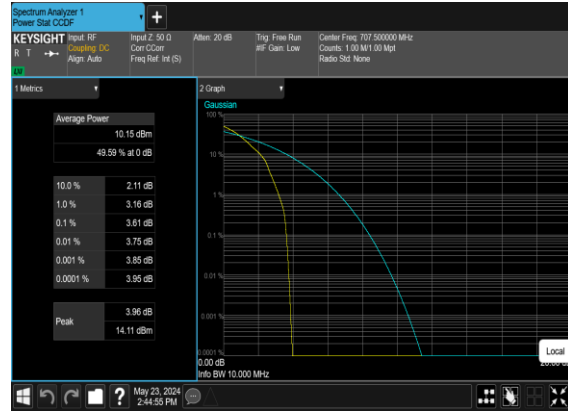 Spectrum Analyzer 1
Power Stat CCDF
KEYSIGHT
R T
LM
Input: RF
Coupling: DC
Align: Auto
Input Z: 50 Ω
Corr CCorr
Freq Ref: Int (S)
Atten: 20 dB
Trig: Free Run
#IF Gain: Low
Center Freq: 707.500000 MHz
Counts: 1.00 M/1.00 Mpt
Radio Std: None
1 Metrics
Average Power
10.15 dBm
49.59 % at 0 dB
10.0 % 2.11 dB
1.0 % 3.16 dB
0.1 % 3.61 dB
0.01 % 3.75 dB
0.001 % 3.85 dB
0.0001 % 3.95 dB
Peak
3.96 dB
14.11 dBm
2 Graph
Gaussian
100 %
10 %
1 %
0.1 %
0.01 %
0.001 %
0.0001 %
0.00 dB
Info BW 10.000 MHz
Local
May 23, 2024
2:44:55 PM